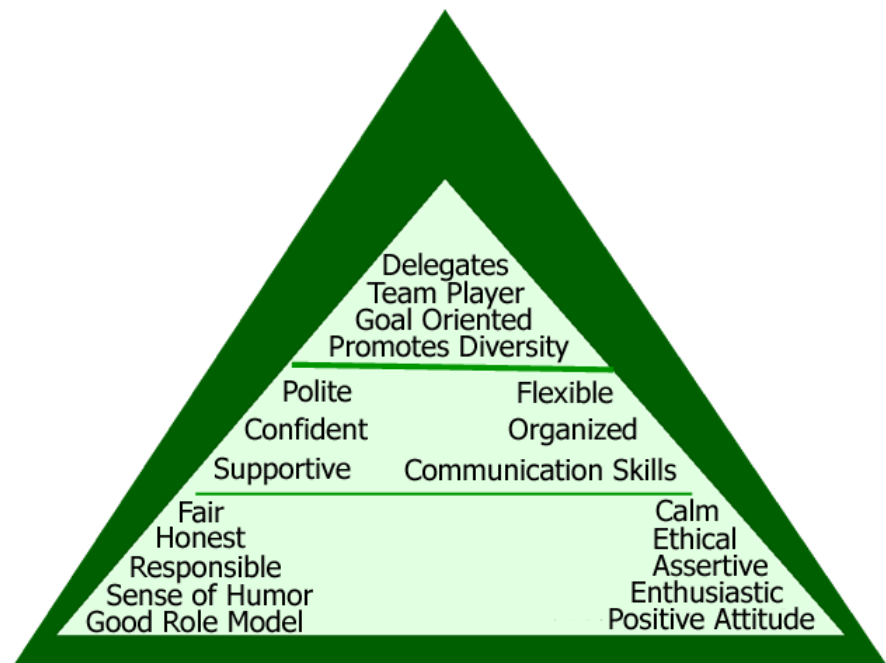 Delegates
Team Player
Goal Oriented
Promotes Diversity
Polite Flexible
Confident Organized
Supportive Communication Skills
Fair Calm
Honest Ethical
Responsible Assertive
Sense of Humor Enthusiastic
Good Role Model Positive Attitude